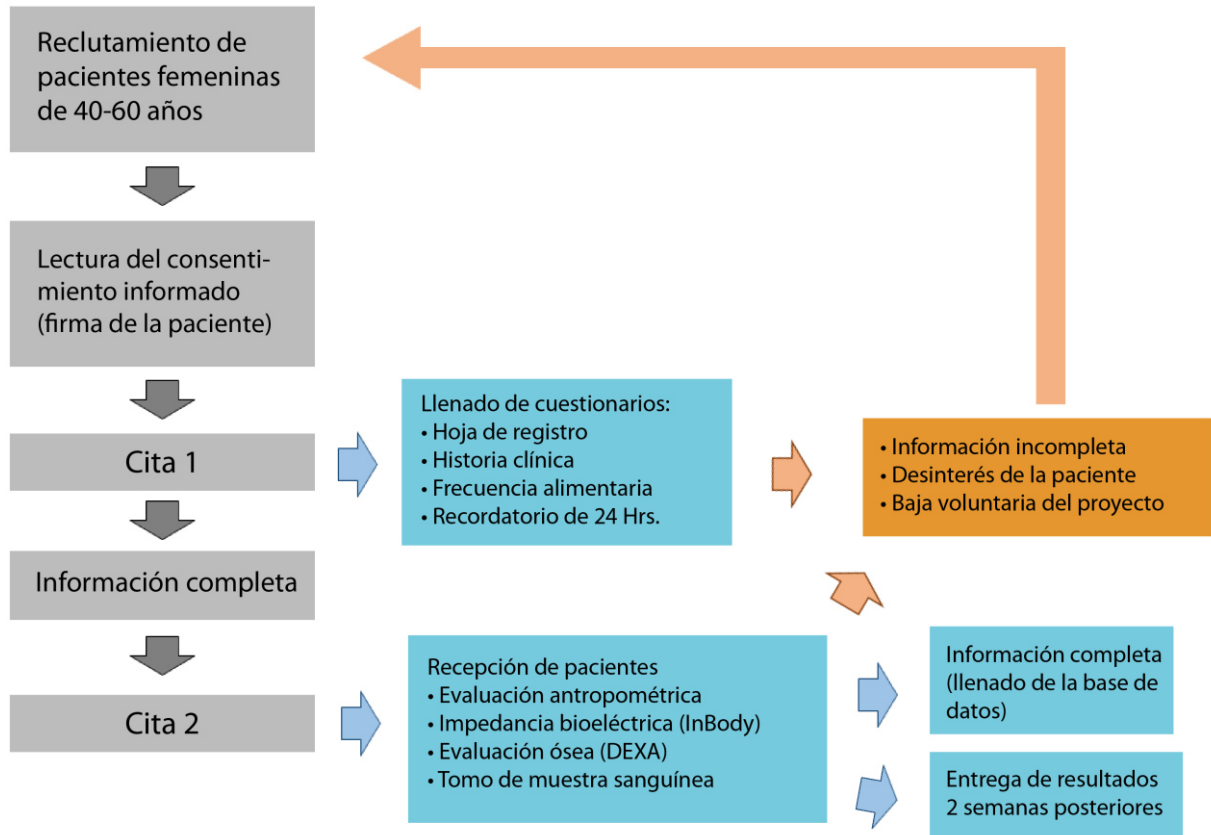 Reclutamiento de
pacientes femeninas
de 40-60 años
Lectura del consenti-
miento informado
(firma de la paciente)
Cita 1
Llenado de cuestionarios:
• Hoja de registro
• Historia clínica
• Frecuencia alimentaria
• Recordatorio de 24 Hrs.
• Información incompleta
• Desinterés de la paciente
• Baja voluntaria del proyecto
Información completa
Cita 2
Recepción de pacientes
• Evaluación antropométrica
• Impedancia bioeléctrica (InBody)
• Evaluación ósea (DEXA)
• Tomo de muestra sanguínea
Información completa
(llenado de la base de
datos)
Entrega de resultados
2 semanas posteriores